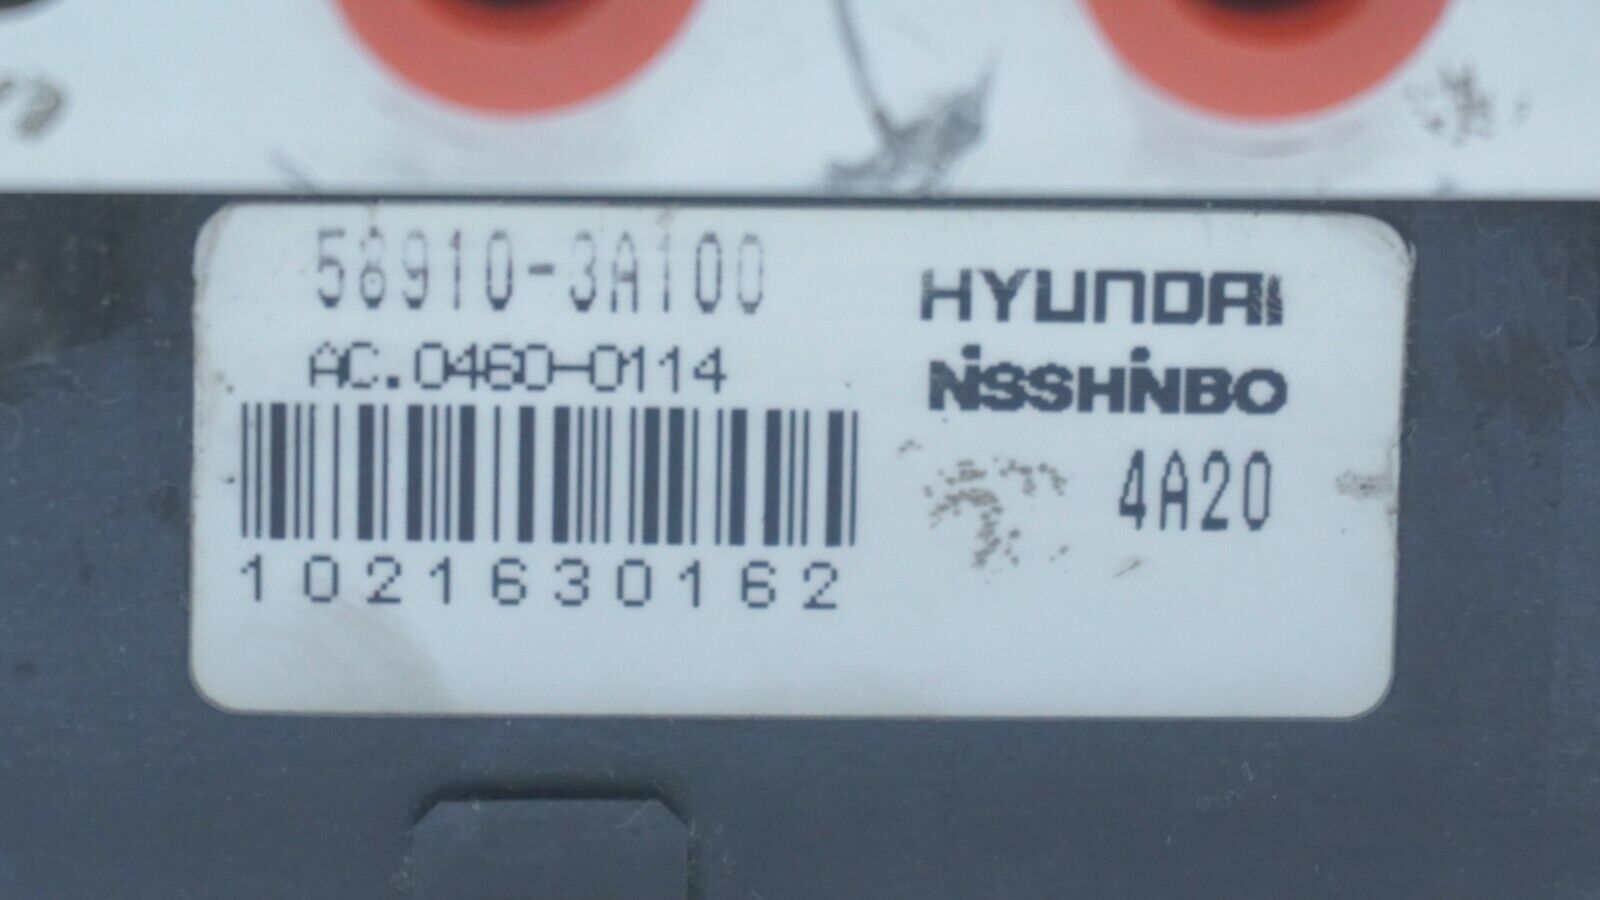 58910-3A100
AC.0460-0114
1021630162
HYUNDAI
NISSHINBO
4A20